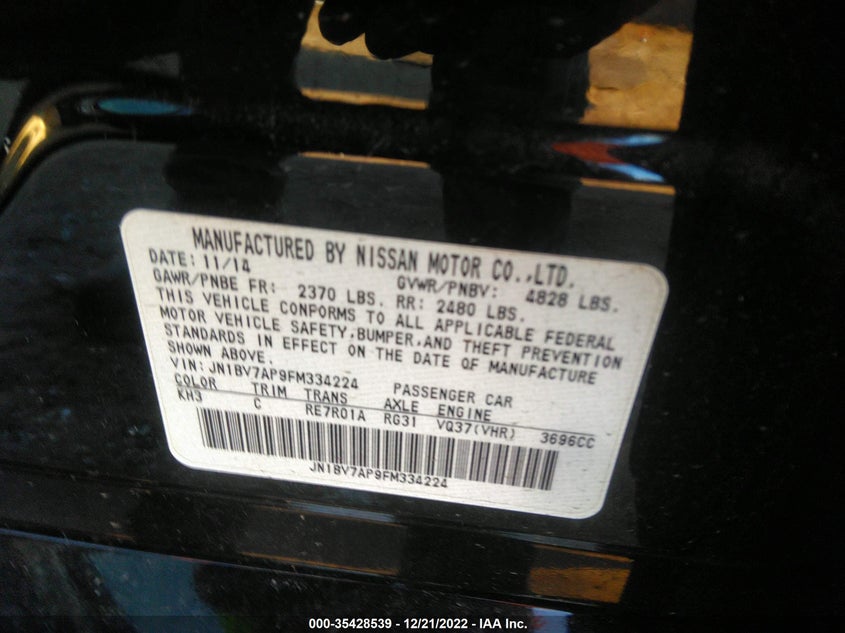 MANUFACTURED BY NISSAN MOTOR CO.,LTD.
DATE: 11/14 GVWR/PNBV: 4828 LBS.
GAWR/PNBE FR: 2370 LBS. RR: 2480 LBS.
THIS VEHICLE CONFORMS TO ALL APPLICABLE FEDERAL
MOTOR VEHICLE SAFETY,BUMPER,AND THEFT PREVENTION
STANDARDS IN EFFECT ON THE DATE OF MANUFACTURE
SHOWN ABOVE.
VIN: JN1BV7AP9FM334224 PASSENGER CAR
COLOR TRIM TRANS AXLE ENGINE
KH3 C RE7R01A RG31 VQ37(VHR) 3696CC
JN1BV7AP9FM334224
000-35428539 - 12/21/2022 - IAA Inc.